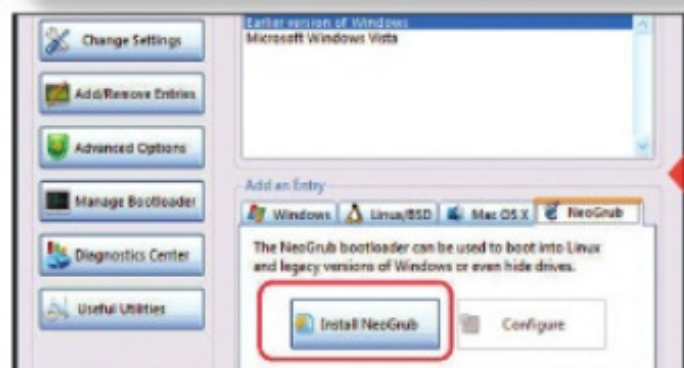 Earlier version of Windows
Microsoft Windows Vista
Change Settings
Add/Remove Entries
Advanced Options
Manage Bootloader
Diagnostics Center
Useful Utilities
Add an Entry
Windows
Linux/BSD
Mac OS X
NeoGrub
The NeoGrub bootloader can be used to boot into Linux
and legacy versions of Windows or even hide drives.
Install NeoGrub
Configure